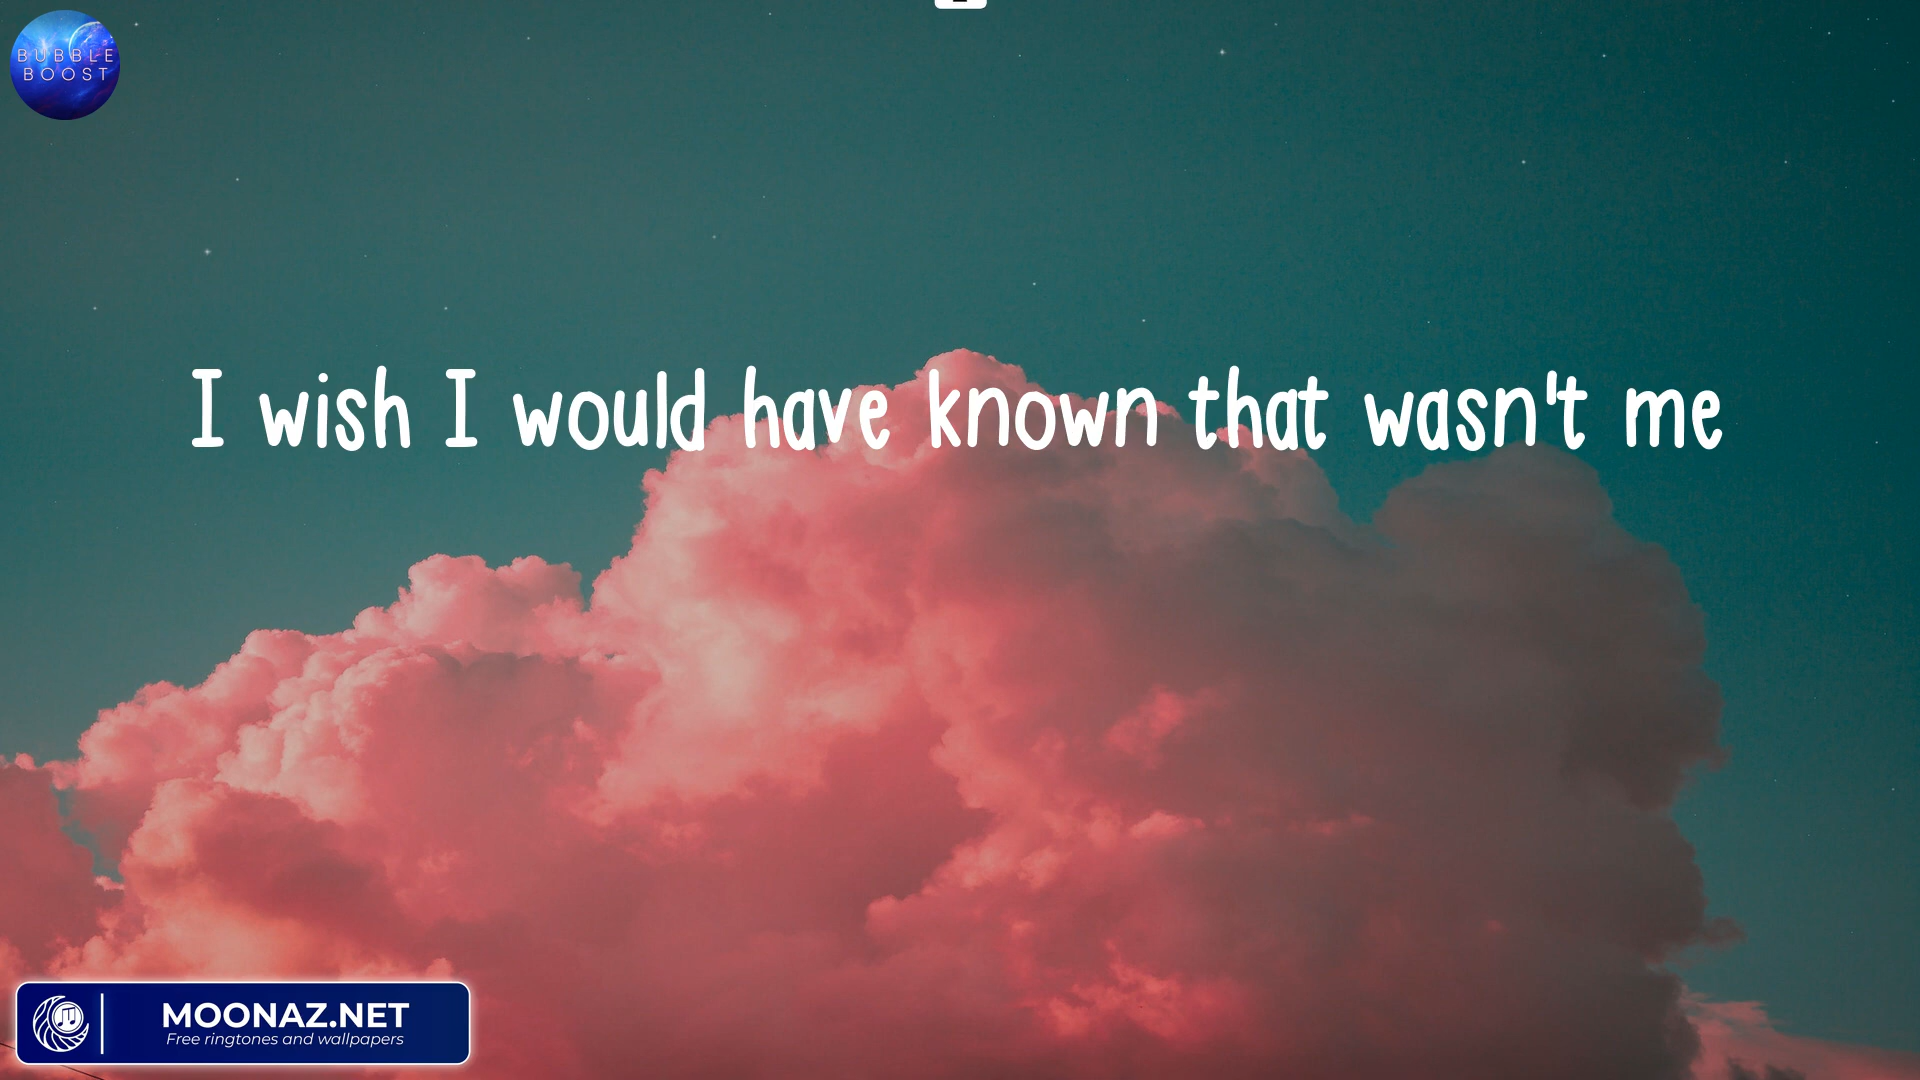 BUBBLE
BOOST
I wish I would have known that wasn't me
MOONAZ.NET
Free ringtones and wallpapers